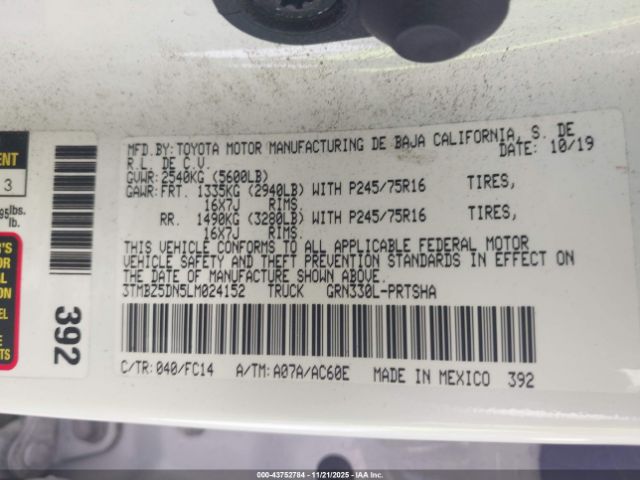 MFD.BY:TOYOTA MOTOR MANUFACTURING DE BAJA CALIFORNIA, S. DE
R.L. DE C.V. DATE: 10/19
GVWR:2540KG (5600LB)
GAWR:FRT. 1335KG (2940LB) WITH P245/75R16 TIRES,
16X7J RIMS.
RR. 1490KG (3280LB) WITH P245/75R16 TIRES,
16X7J RIMS.
THIS VEHICLE CONFORMS TO ALL APPLICABLE FEDERAL MOTOR
VEHICLE SAFETY AND THEFT PREVENTION STANDARDS IN EFFECT ON
THE DATE OF MANUFACTURE SHOWN ABOVE.
3TMBZ5DN5LM024152 TRUCK GRN330L-PRTSHA
C/TR:040/FC14 A/TM:A07A/AC60E MADE IN MEXICO 392
392
3
lbs.
lb.
000-43752784 — 11/21/2025 — IAA Inc.